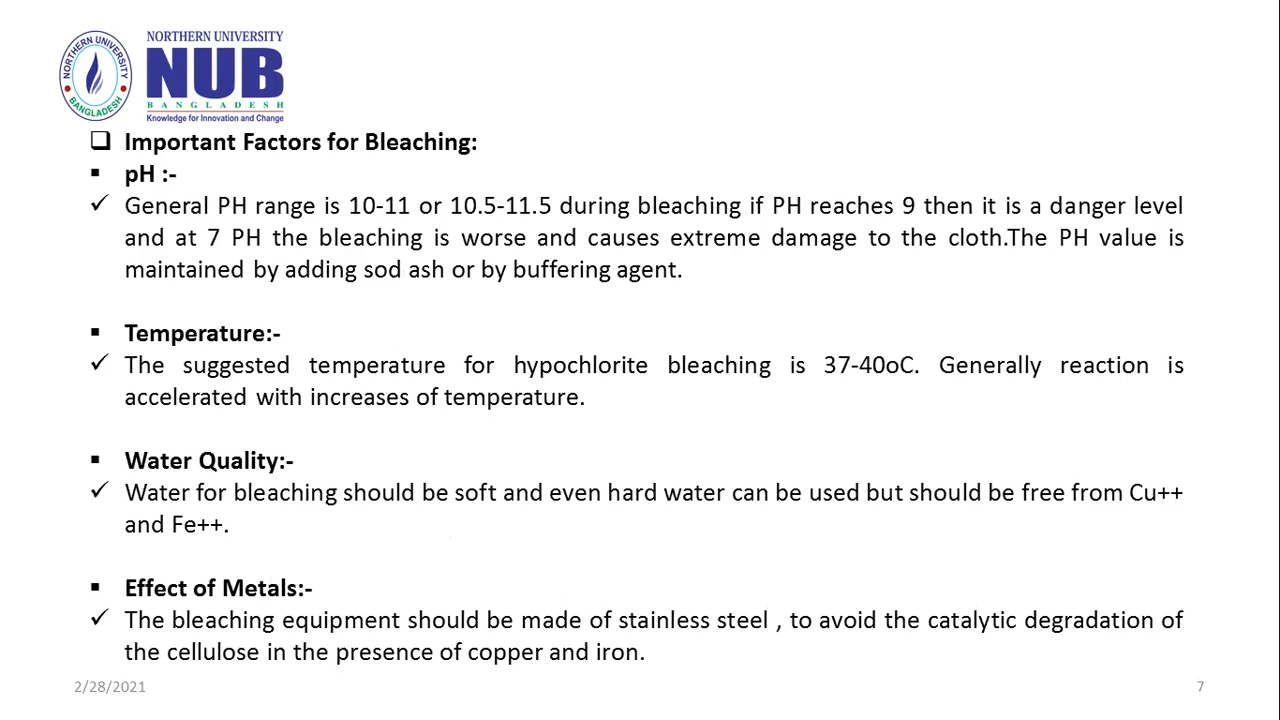 NORTHERN UNIVERSITY
BANGLADESH
NORTHERN UNIVERSITY
NUB
BANGLADESH
Knowledge for Innovation and Change
❑ Important Factors for Bleaching:
▪ pH :-
✓ General PH range is 10-11 or 10.5-11.5 during bleaching if PH reaches 9 then it is a danger level
and at 7 PH the bleaching is worse and causes extreme damage to the cloth.The PH value is
maintained by adding sod ash or by buffering agent.
▪ Temperature:-
✓ The suggested temperature for hypochlorite bleaching is 37-40oC. Generally reaction is
accelerated with increases of temperature.
▪ Water Quality:-
✓ Water for bleaching should be soft and even hard water can be used but should be free from Cu++
and Fe++.
▪ Effect of Metals:-
✓ The bleaching equipment should be made of stainless steel , to avoid the catalytic degradation of
the cellulose in the presence of copper and iron.
2/28/2021
7